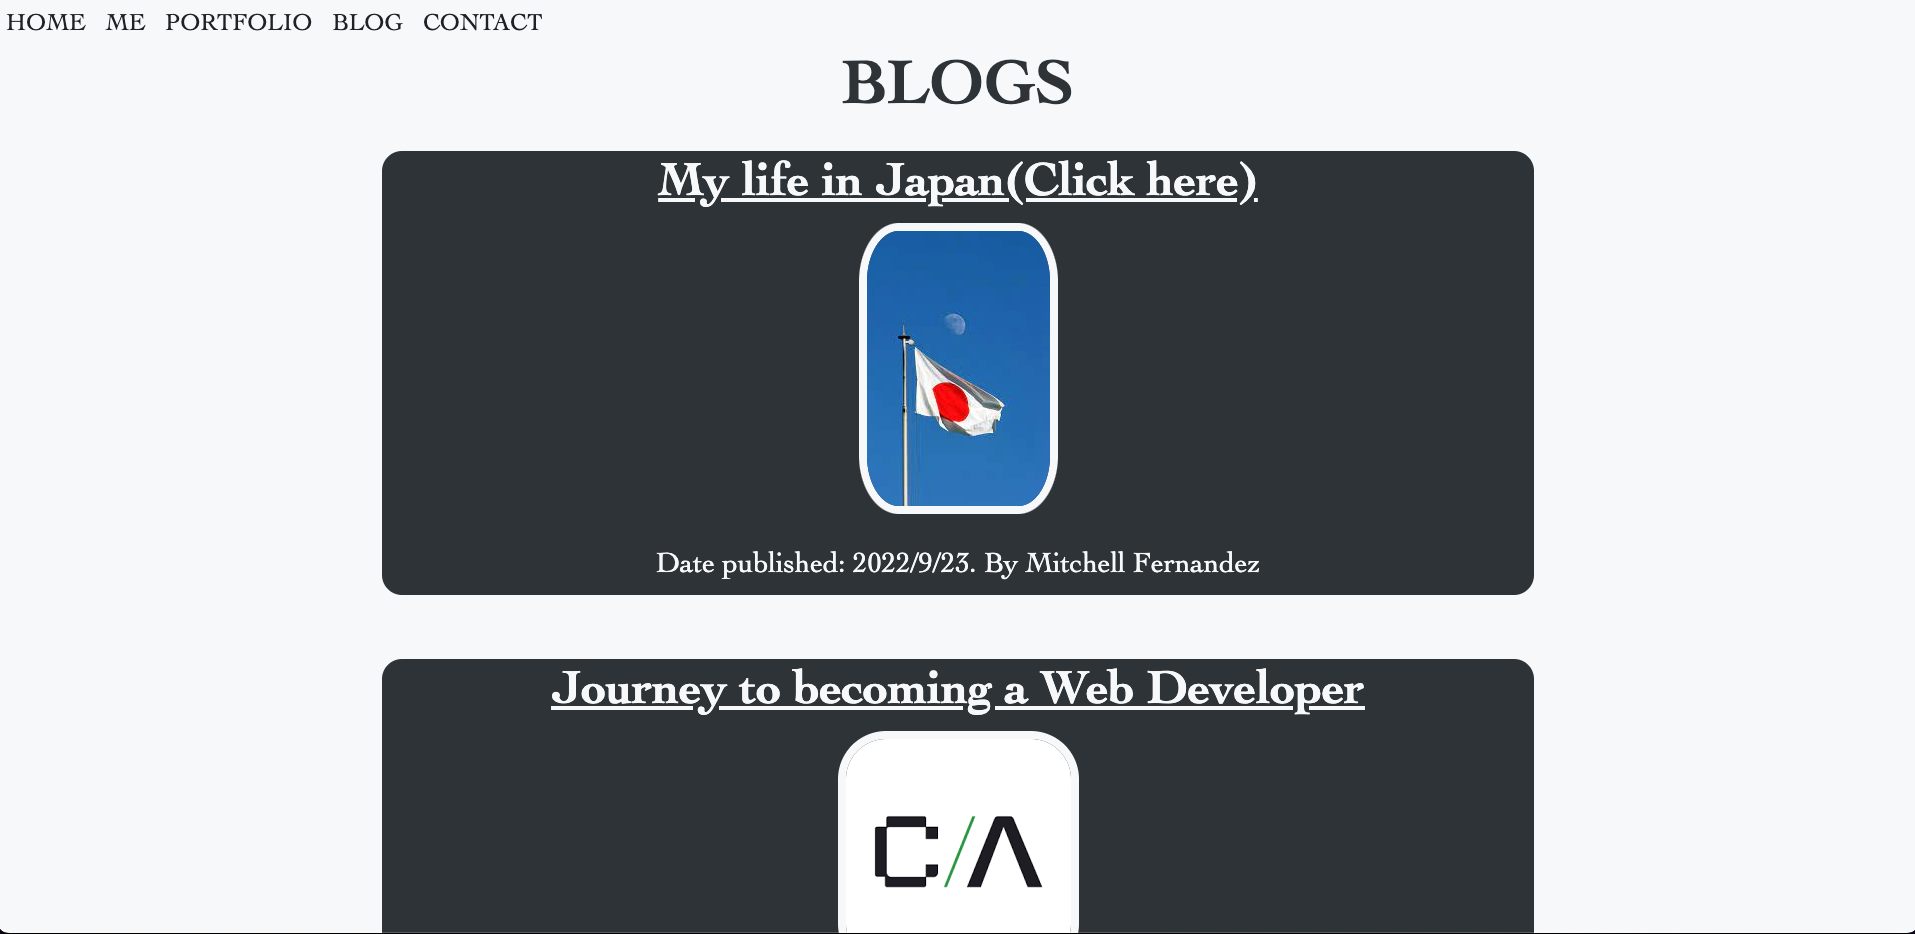 HOME ME PORTFOLIO BLOG CONTACT
BLOGS
My life in Japan(Click here)
Date published: 2022/9/23. By Mitchell Fernandez
Journey to becoming a Web Developer
C/A